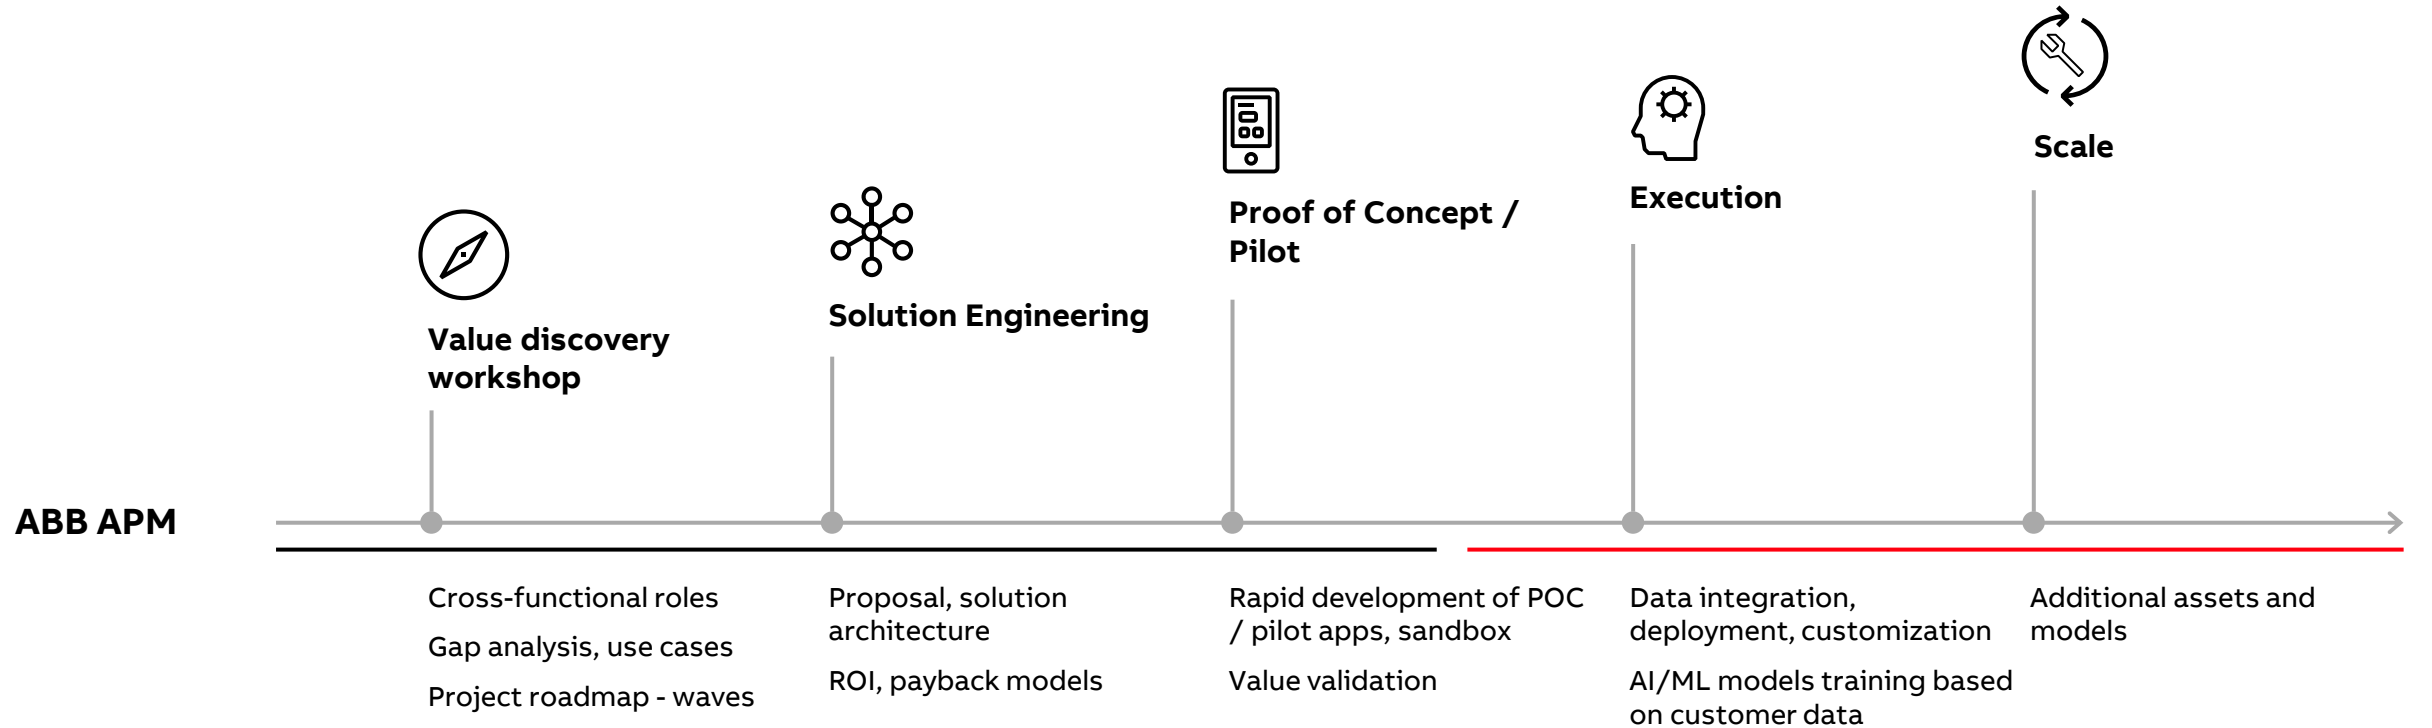 Scale
Execution
Proof of Concept /
Pilot
Solution Engineering
Value discovery
workshop
ABB APM
Cross-functional roles
Gap analysis, use cases
Project roadmap - waves
Proposal, solution
architecture
ROI, payback models
Rapid development of POC
/ pilot apps, sandbox
Value validation
Data integration,
deployment, customization
AI/ML models training based
on customer data
Additional assets and
models